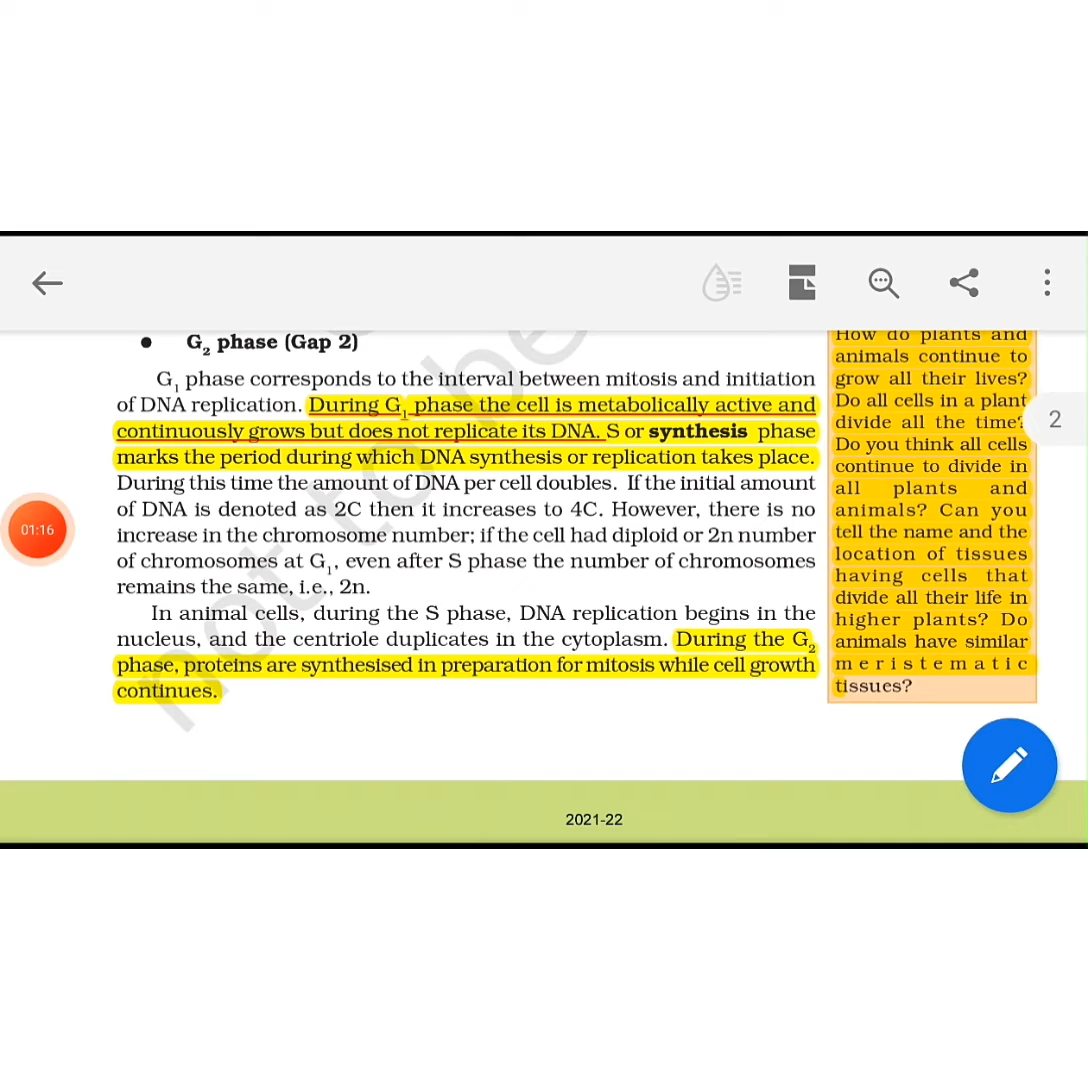 ● G₂ phase (Gap 2)
G₁ phase corresponds to the interval between mitosis and initiation
of DNA replication. During G₁ phase the cell is metabolically active and
continuously grows but does not replicate its DNA. S or synthesis phase
marks the period during which DNA synthesis or replication takes place.
During this time the amount of DNA per cell doubles. If the initial amount
of DNA is denoted as 2C then it increases to 4C. However, there is no
increase in the chromosome number; if the cell had diploid or 2n number
of chromosomes at G₁, even after S phase the number of chromosomes
remains the same, i.e., 2n.
In animal cells, during the S phase, DNA replication begins in the
nucleus, and the centriole duplicates in the cytoplasm. During the G₂
phase, proteins are synthesised in preparation for mitosis while cell growth
continues.
How do plants and
animals continue to
grow all their lives?
Do all cells in a plant
divide all the time?
Do you think all cells
continue to divide in
all plants and
animals? Can you
tell the name and the
location of tissues
having cells that
divide all their life in
higher plants? Do
animals have similar
meristematic
tissues?
2
01:16
not to be
2021-22